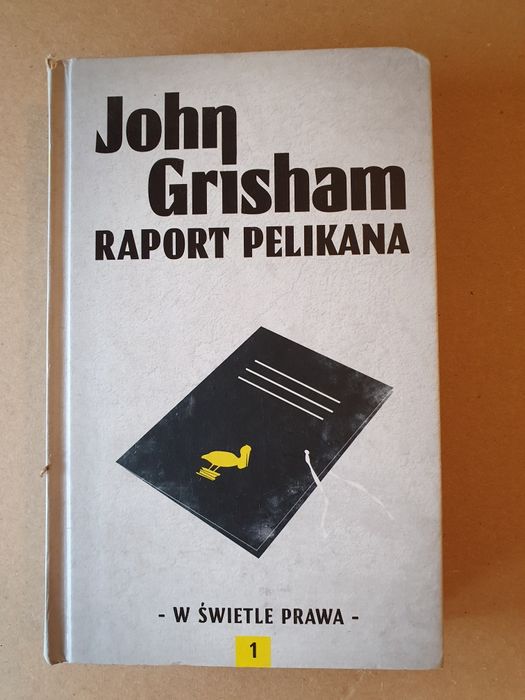 John
Grisham
RAPORT PELIKANA
- W ŚWIETLE PRAWA -
1